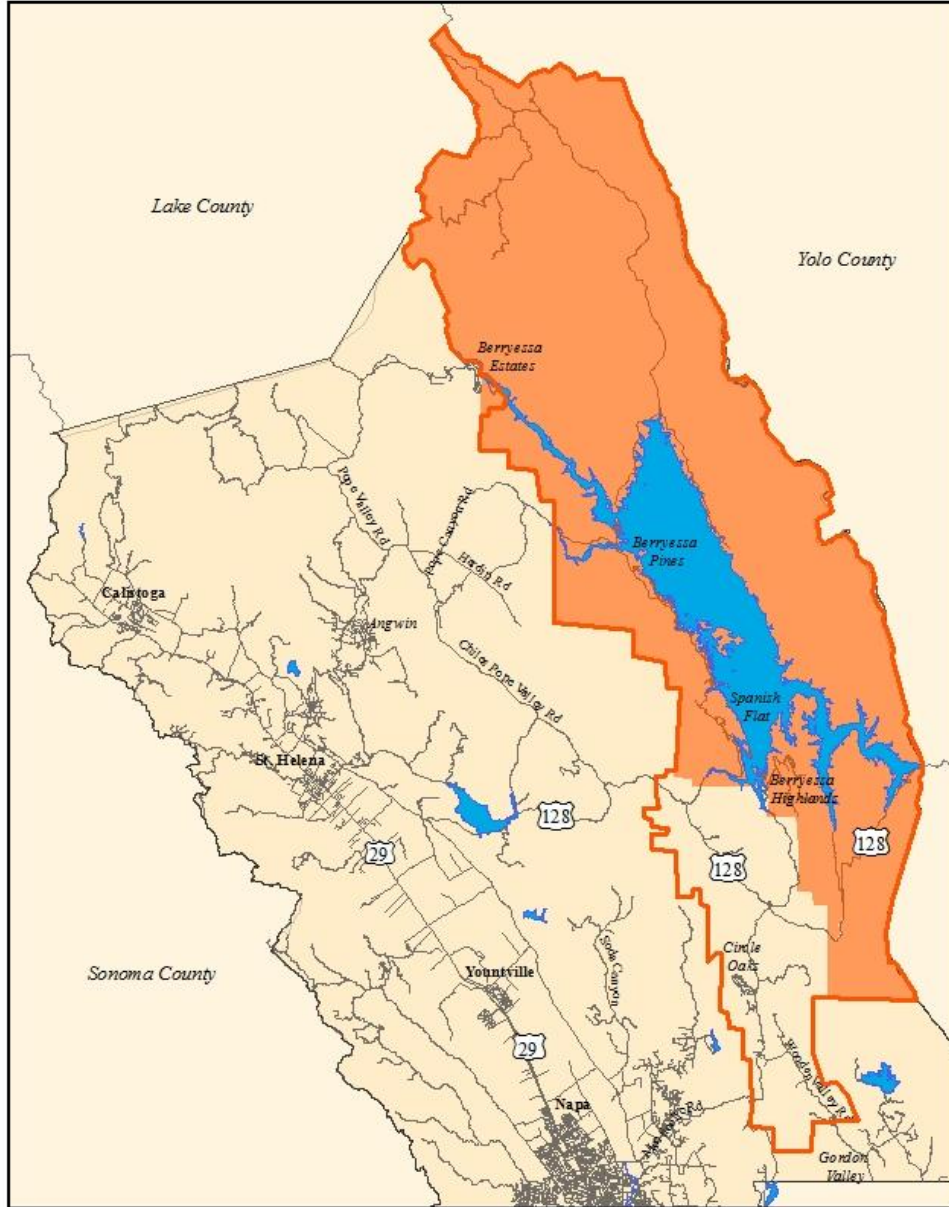 Lake County
Yolo County
Berryessa
Estates
Pope Valley Rd
Pope Canyon Rd
Hardin Rd
Berryessa
Pines
Calistoga
Angwin
Chiles Pope Valley Rd
Spanish
Flat
St. Helena
Berryessa
Highlands
128
29
128
128
Soda Canyon
Circle
Oaks
Sonoma County
Yountville
29
Wooden Valley Rd
Napa
Gordon
Valley